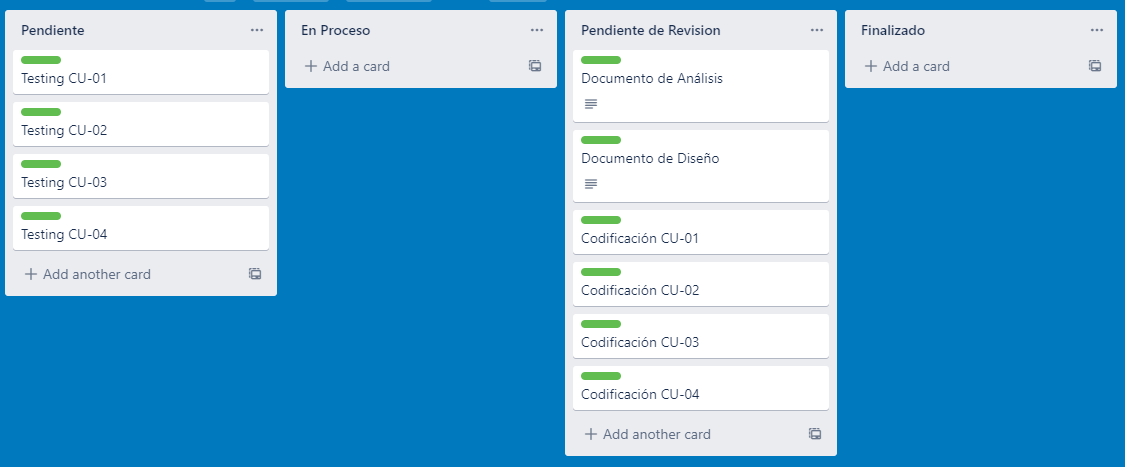 Pendiente
Testing CU-01
Testing CU-02
Testing CU-03
Testing CU-04
Add another card
En Proceso
Add a card
Pendiente de Revision
Documento de Análisis
Documento de Diseño
Codificación CU-01
Codificación CU-02
Codificación CU-03
Codificación CU-04
Add another card
Finalizado
Add a card